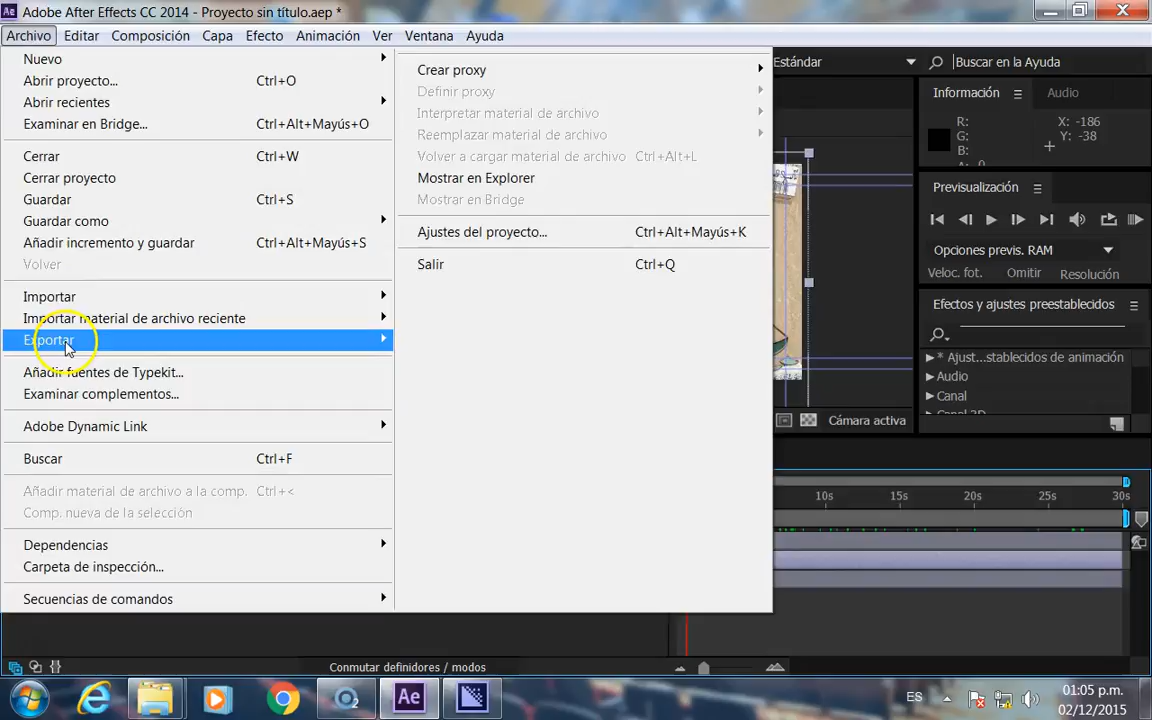 Adobe After Effects CC 2014 - Proyecto sin título.aep *
Archivo Editar Composición Capa Efecto Animación Ver Ventana Ayuda
Nuevo
Abrir proyecto... Ctrl+O
Abrir recientes
Examinar en Bridge... Ctrl+Alt+Mayús+O
Cerrar Ctrl+W
Cerrar proyecto
Guardar Ctrl+S
Guardar como
Añadir incremento y guardar Ctrl+Alt+Mayús+S
Volver
Importar
Importar material de archivo reciente
Exportar
Añadir fuentes de Typekit...
Examinar complementos...
Adobe Dynamic Link
Buscar Ctrl+F
Añadir material de archivo a la comp. Ctrl+<
Comp. nueva de la selección
Dependencias
Carpeta de inspección...
Secuencias de comandos
Crear proxy
Definir proxy
Interpretar material de archivo
Reemplazar material de archivo
Volver a cargar material de archivo Ctrl+Alt+L
Mostrar en Explorer
Mostrar en Bridge
Ajustes del proyecto... Ctrl+Alt+Mayús+K
Salir Ctrl+Q
Estándar
Buscar en la Ayuda
Información Audio
R: X: -186
G: Y: -38
B:
A: 0
Previsualización
Opciones previs. RAM
Veloc. fot. Omitir Resolución
Efectos y ajustes preestablecidos
* Ajust...stablecidos de animación
Audio
Canal
Canal 3D
Cámara activa
10s 15s 20s 25s 30s
Conmutar definidores / modos
Ae
ES
01:05 p.m.
02/12/2015